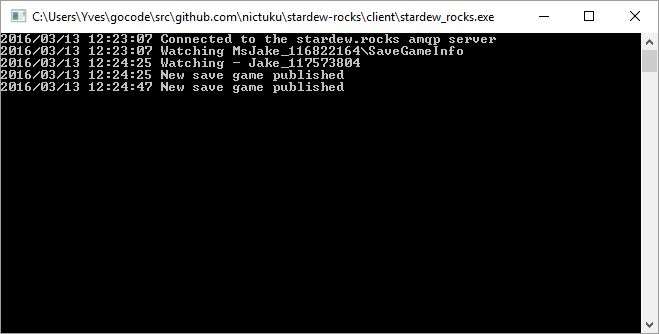 C:\Users\Yves\gocode\src\github.com\nictuku\stardew-rocks\client\stardew_rocks.exe
2016/03/13 12:23:07 Connected to the stardew.rocks amqp server
2016/03/13 12:23:07 Watching MsJake_116822164\SaveGameInfo
2016/03/13 12:24:25 Watching - Jake_117573804
2016/03/13 12:24:25 New save game published
2016/03/13 12:24:47 New save game published